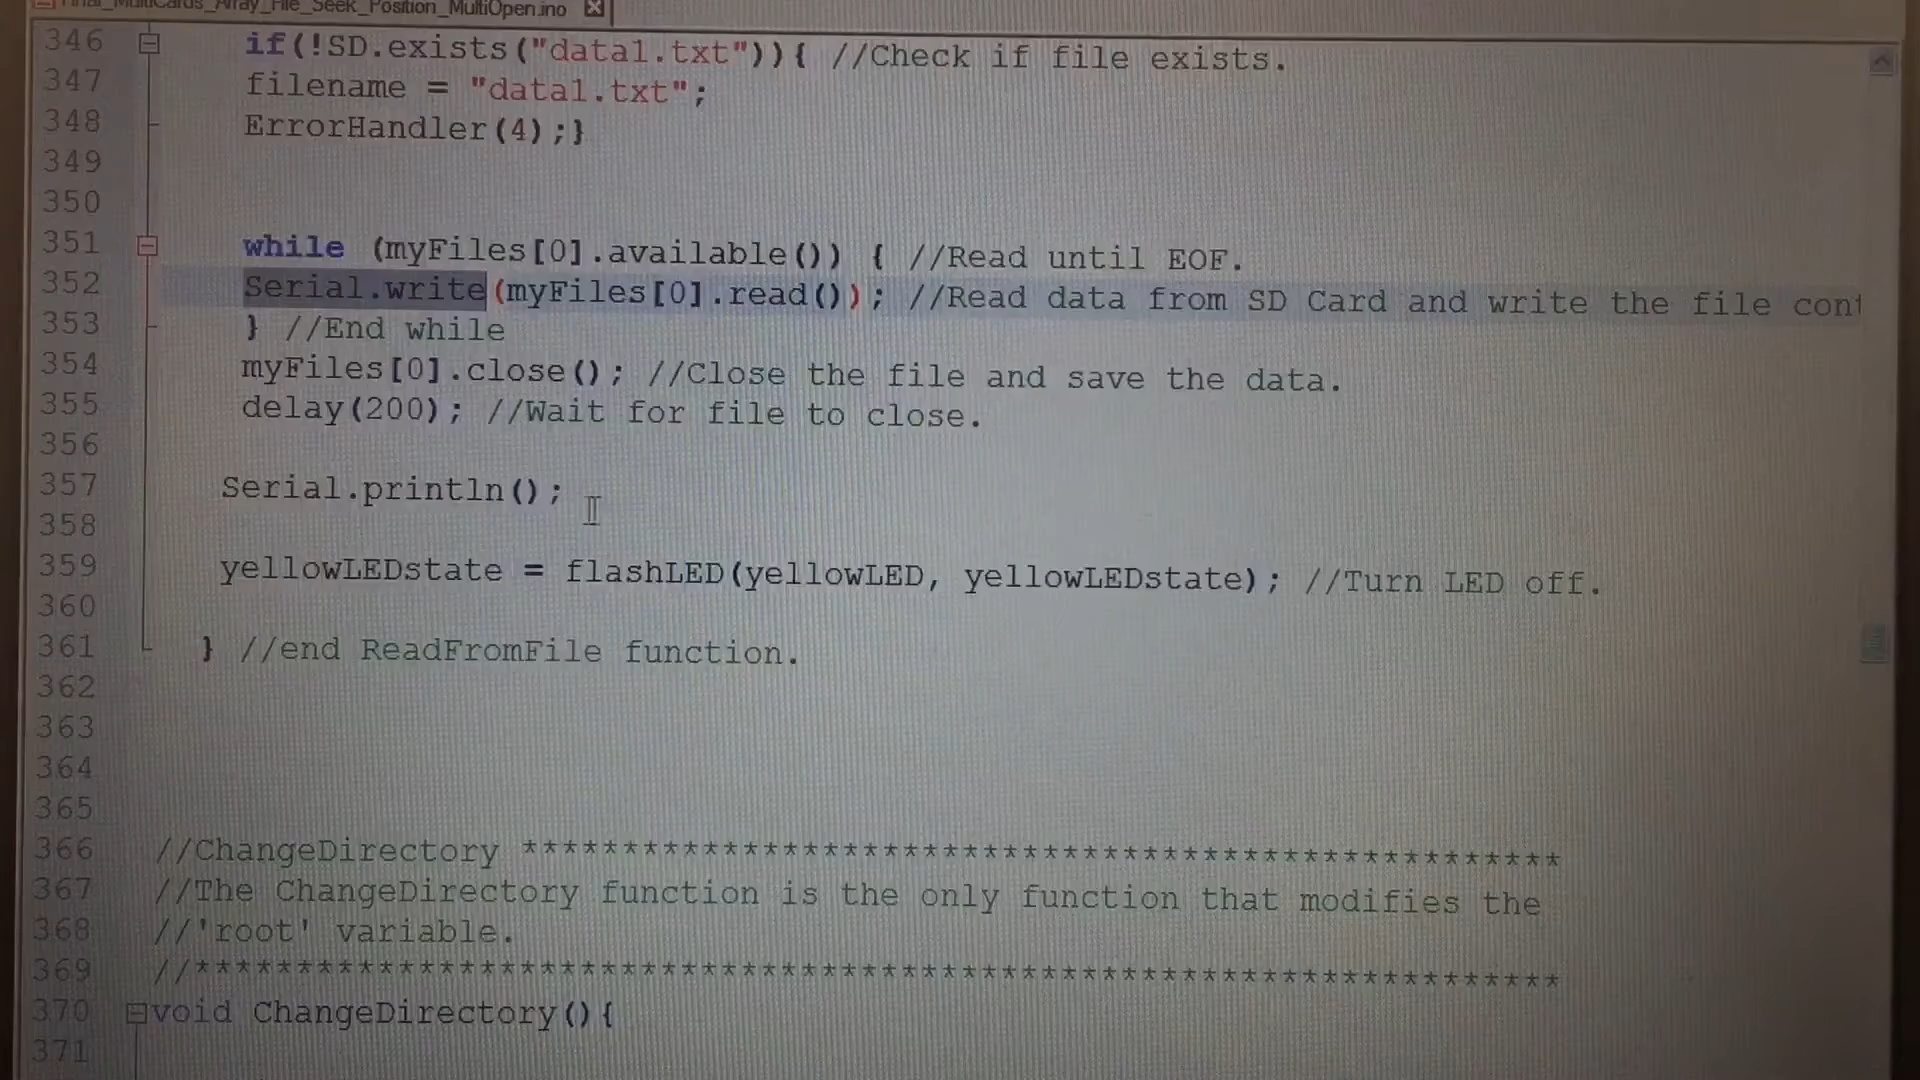 Final_MultiCards_Array_File_Seek_Position_MultiOpen.ino
346 if(!SD.exists("data1.txt")){ //Check if file exists.
347 filename = "data1.txt";
348 ErrorHandler(4);}
349
350
351 while (myFiles[0].available()) { //Read until EOF.
352 Serial.write(myFiles[0].read()); //Read data from SD Card and write the file cont
353 } //End while
354 myFiles[0].close(); //Close the file and save the data.
355 delay(200); //Wait for file to close.
356
357 Serial.println();
358
359 yellowLEDstate = flashLED(yellowLED, yellowLEDstate); //Turn LED off.
360
361 } //end ReadFromFile function.
362
363
364
365
366 //ChangeDirectory ****************************************************
367 //The ChangeDirectory function is the only function that modifies the
368 //'root' variable.
369 //********************************************************************
370 void ChangeDirectory(){
371